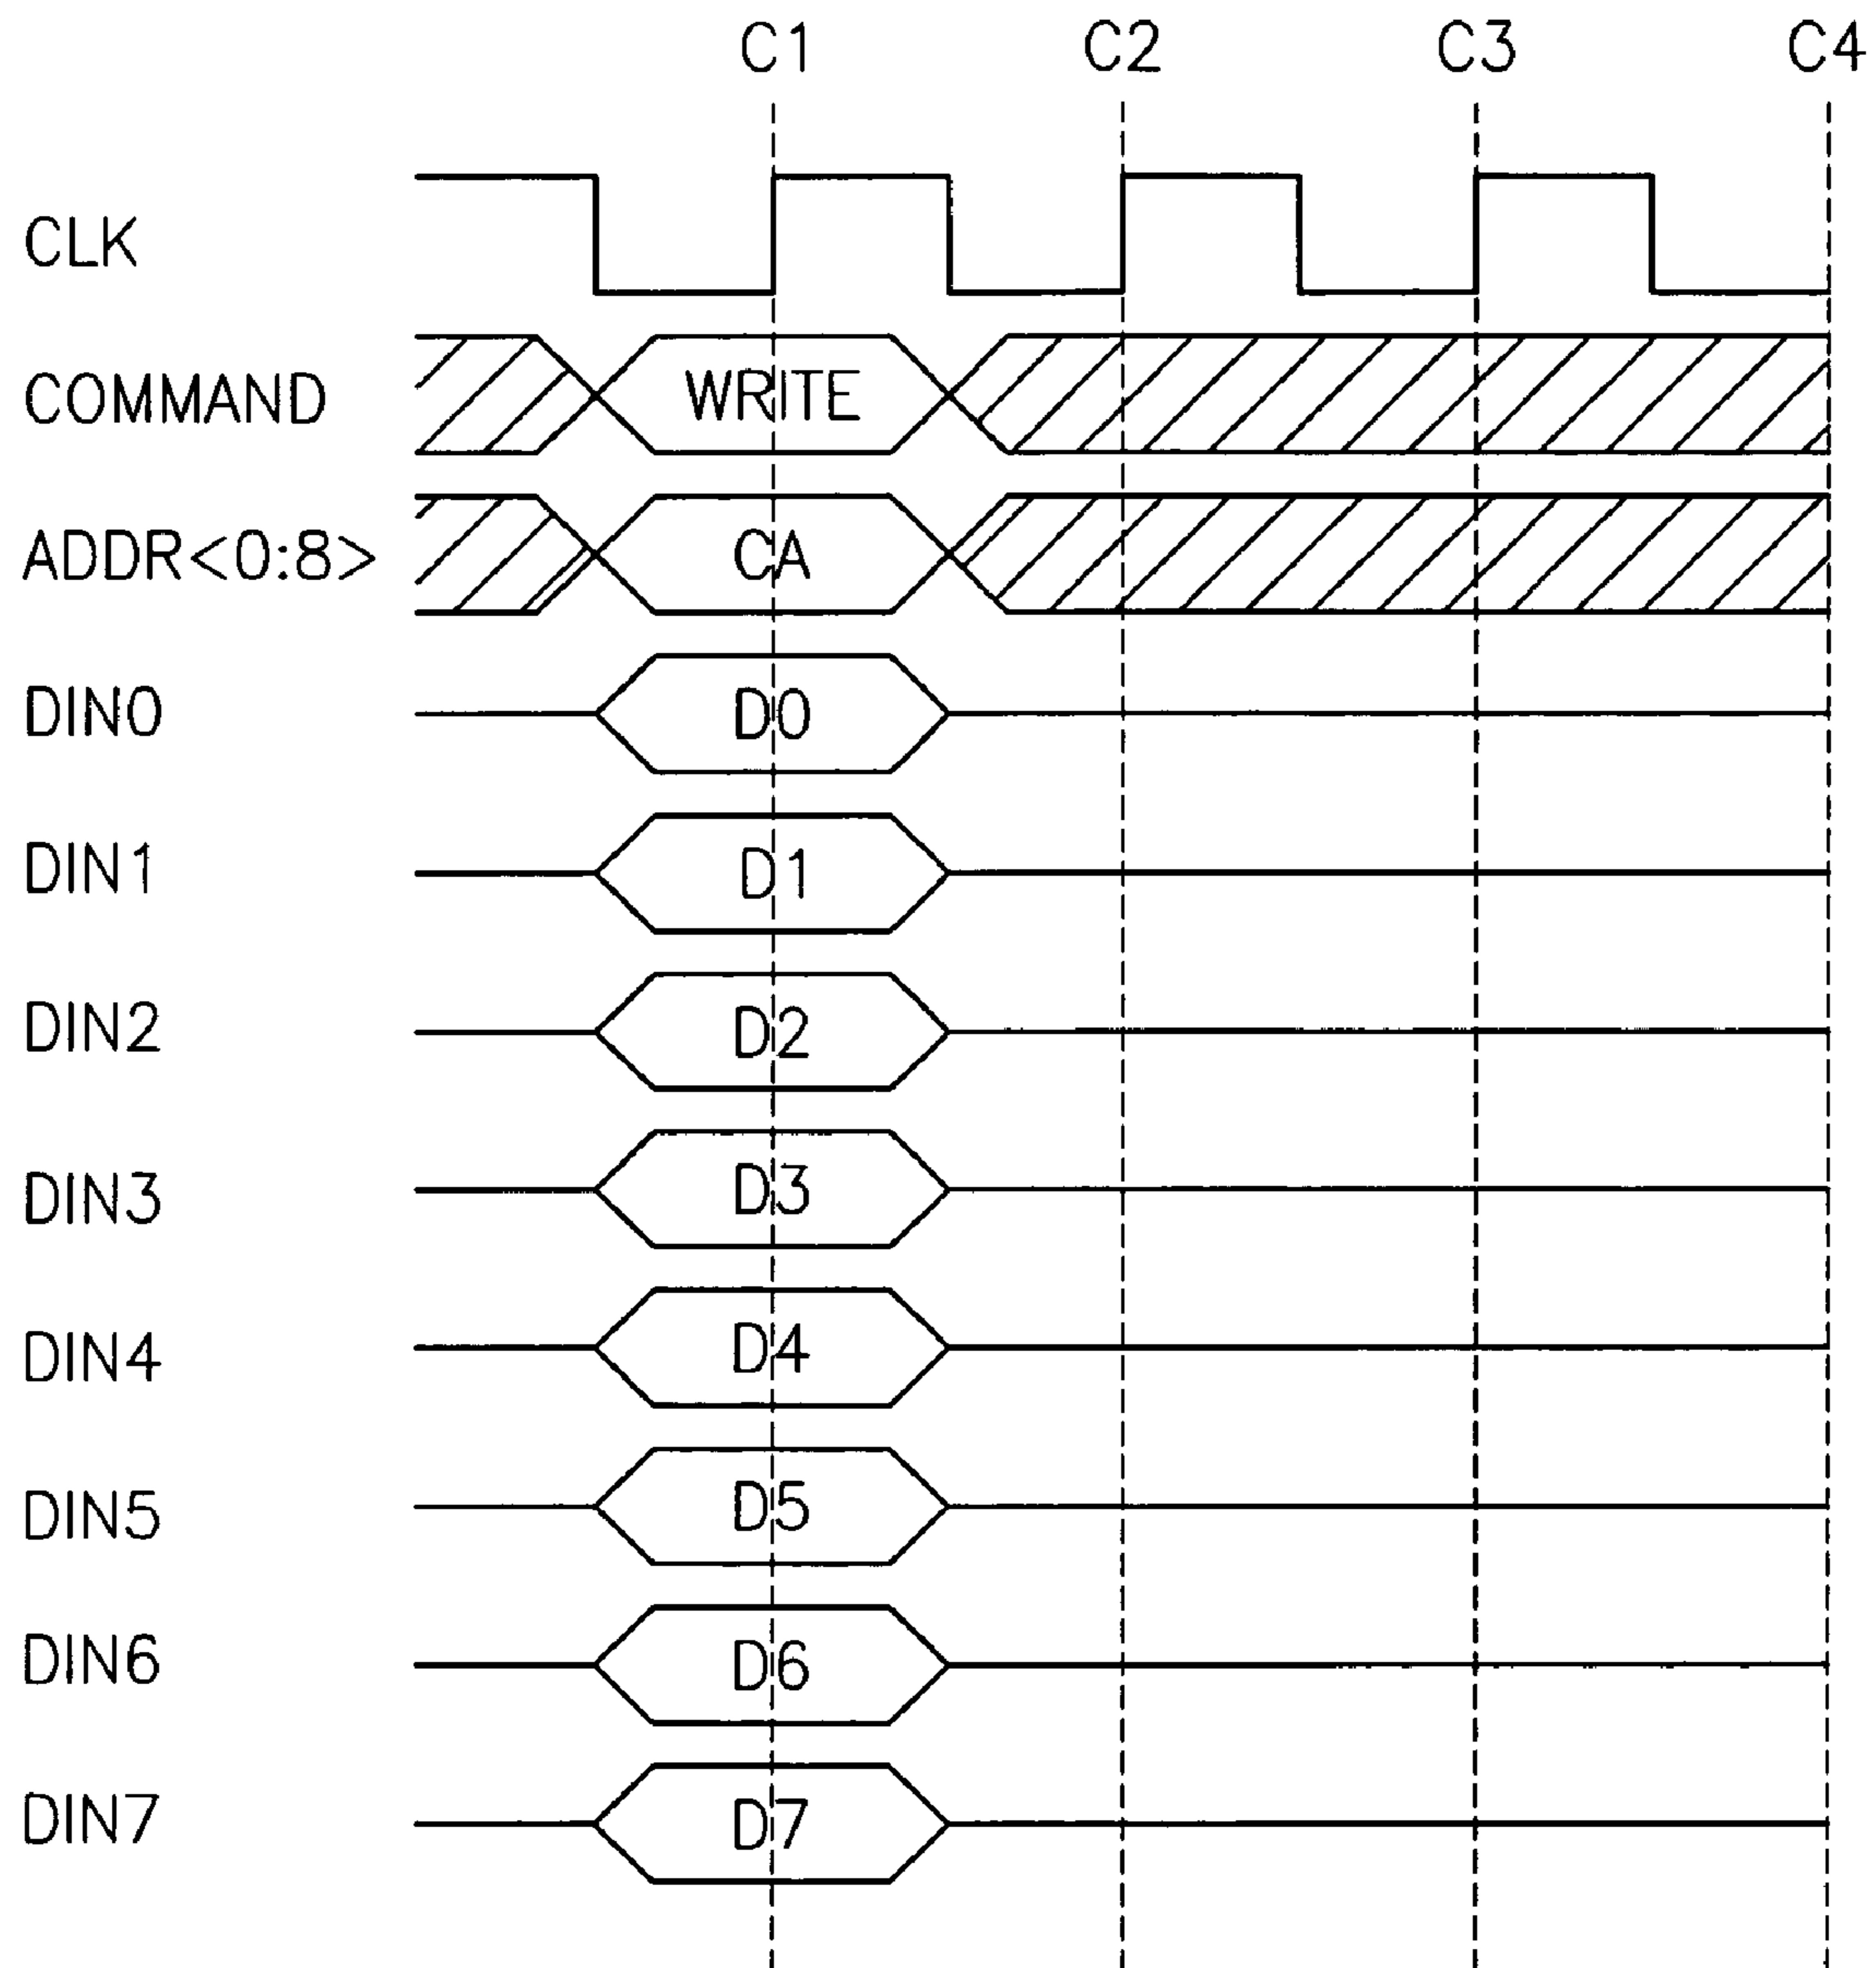 C1 C2 C3 C4
CLK
COMMAND WRITE
ADDR<0:8> CA
DIN0 D0
DIN1 D1
DIN2 D2
DIN3 D3
DIN4 D4
DIN5 D5
DIN6 D6
DIN7 D7